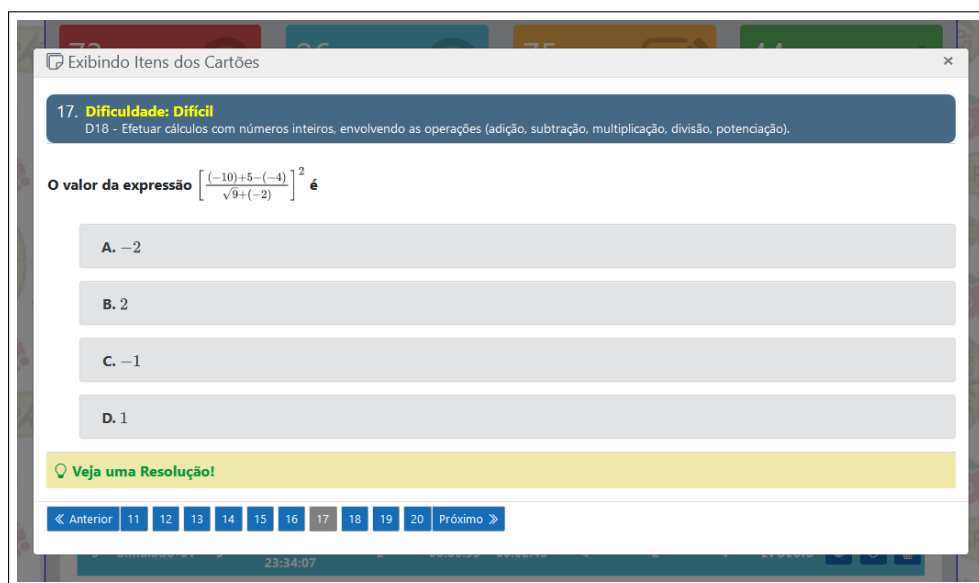 Exibindo Itens dos Cartões ×
17. Dificuldade: Difícil
D18 - Efetuar cálculos com números inteiros, envolvendo as operações (adição, subtração, multiplicação, divisão, potenciação).
O valor da expressão [((−10)+5−(−4))/(√9+(−2))]² é
A. −2
B. 2
C. −1
D. 1
Veja uma Resolução!
≪ Anterior 11 12 13 14 15 16 17 18 19 20 Próximo ≫
23:34:07